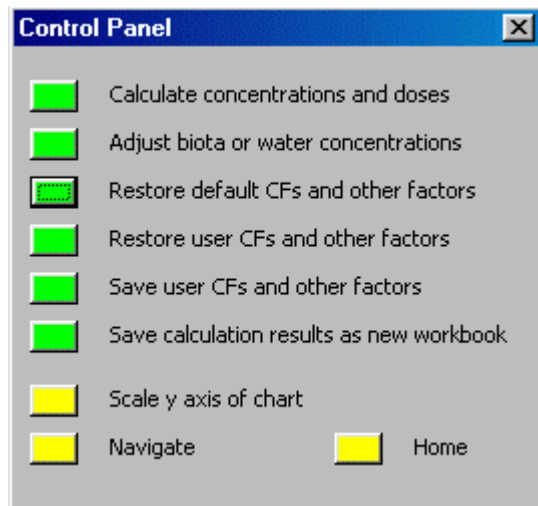 Control Panel
Calculate concentrations and doses
Adjust biota or water concentrations
Restore default CFs and other factors
Restore user CFs and other factors
Save user CFs and other factors
Save calculation results as new workbook
Scale y axis of chart
Navigate Home